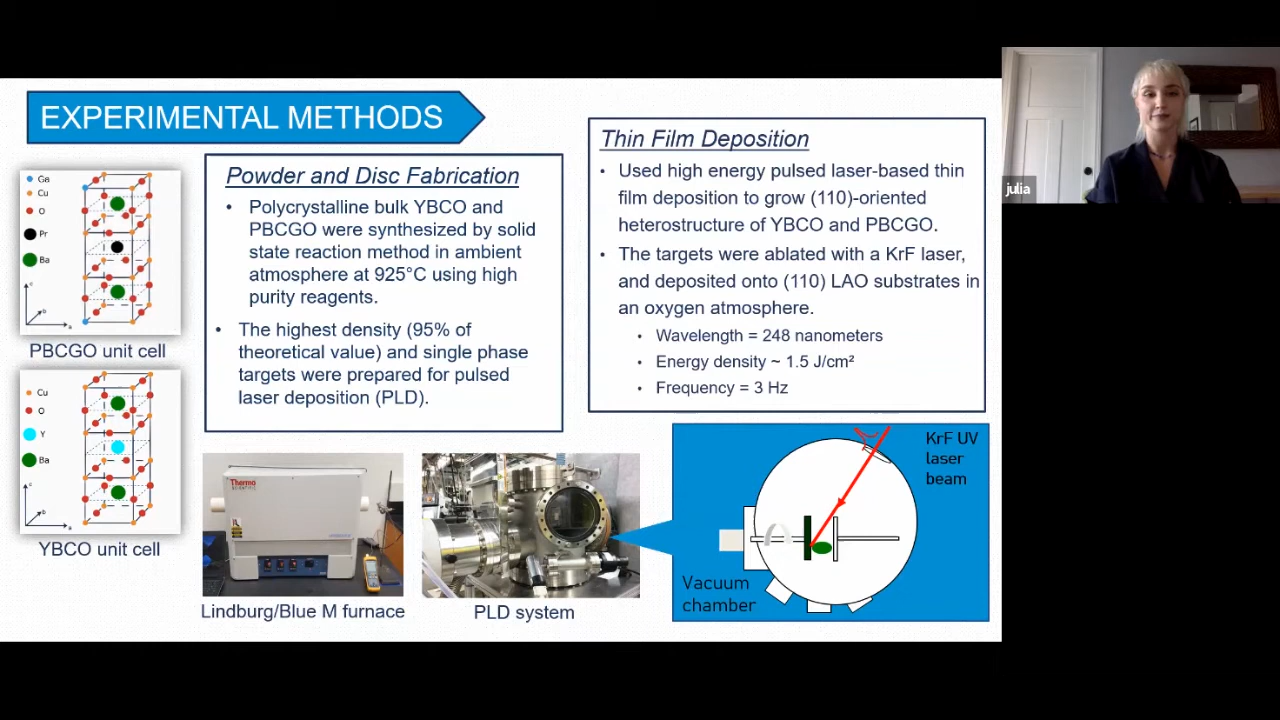 EXPERIMENTAL METHODS
Ga
Cu
O
Pr
Ba
c
b
a
PBCGO unit cell
Cu
O
Y
Ba
c
b
a
YBCO unit cell
Powder and Disc Fabrication
• Polycrystalline bulk YBCO and
PBCGO were synthesized by solid
state reaction method in ambient
atmosphere at 925°C using high
purity reagents.
• The highest density (95% of
theoretical value) and single phase
targets were prepared for pulsed
laser deposition (PLD).
Thermo
SCIENTIFIC
Lindburg/Blue M furnace
PLD system
Thin Film Deposition
• Used high energy pulsed laser-based thin
film deposition to grow (110)-oriented
heterostructure of YBCO and PBCGO.
• The targets were ablated with a KrF laser,
and deposited onto (110) LAO substrates in
an oxygen atmosphere.
• Wavelength = 248 nanometers
• Energy density ~ 1.5 J/cm²
• Frequency = 3 Hz
KrF UV
laser
beam
Vacuum
chamber
julia